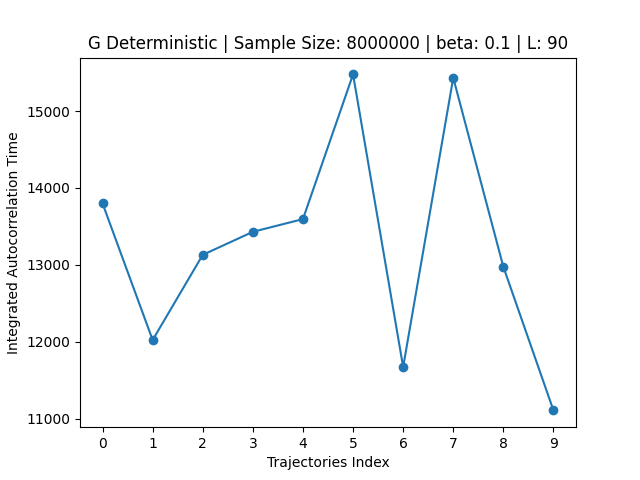 G Deterministic | Sample Size: 8000000 | beta: 0.1 | L: 90
Integrated Autocorrelation Time
15000
14000
13000
12000
11000
0 1 2 3 4 5 6 7 8 9
Trajectories Index